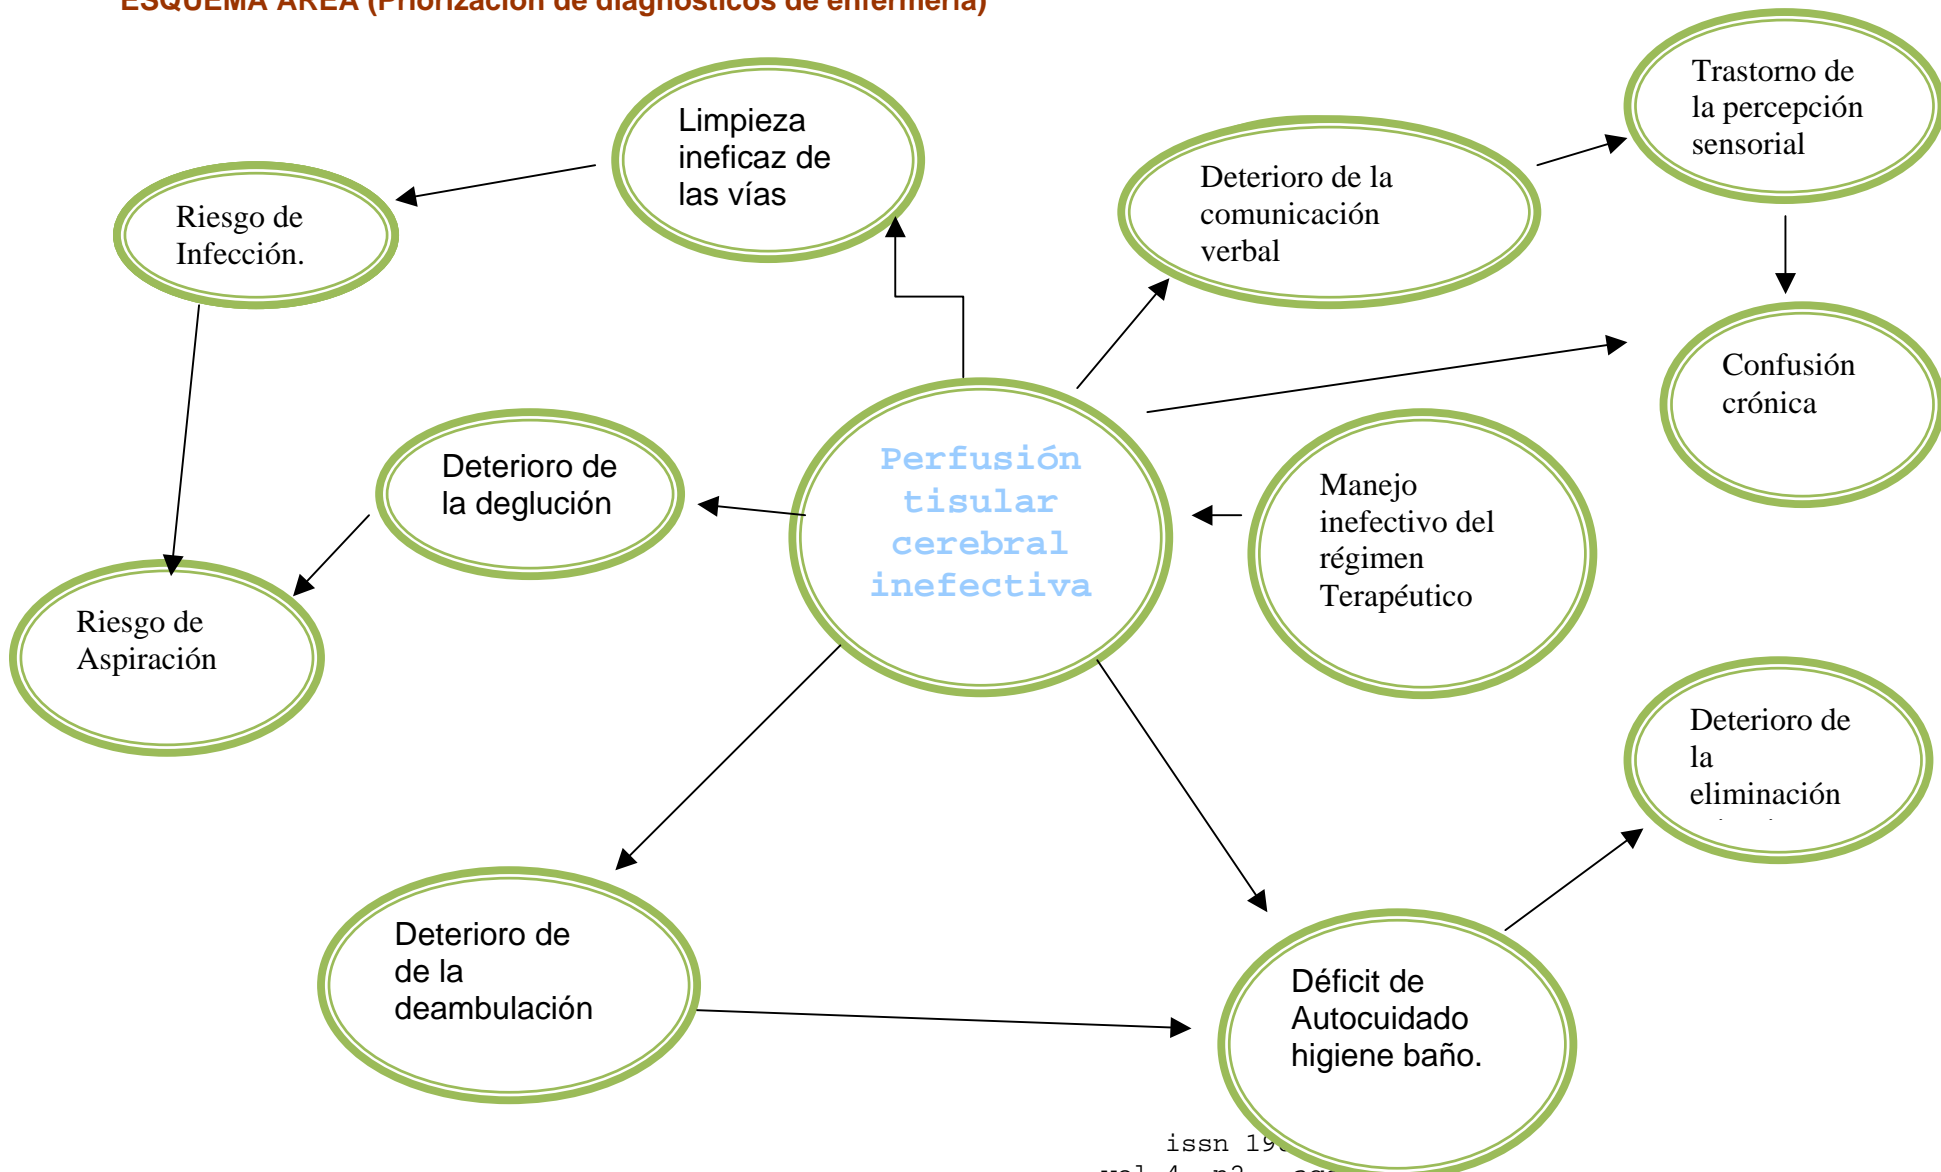 ESQUEMA AREA (Priorización de diagnósticos de enfermería)
Limpieza
ineficaz de
las vías
Trastorno de
la percepción
sensorial
Deterioro de la
comunicación
verbal
Riesgo de
Infección.
Confusión
crónica
Deterioro de
la deglución
Perfusión
tisular
cerebral
inefectiva
Manejo
inefectivo del
régimen
Terapéutico
Riesgo de
Aspiración
Deterioro de
la
eliminación
Deterioro de
de la
deambulación
Déficit de
Autocuidado
higiene baño.
issn
vol 4 n2